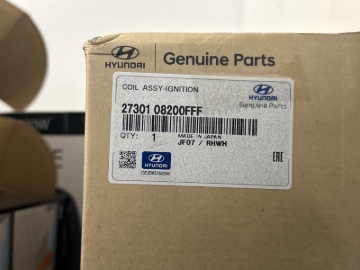 HYUNDAI
Genuine Parts
COIL ASSY-IGNITION
HYUNDAI
Genuine Parts
27301 08200FFF
QTY: 1
MADE IN JAPAN
JF07 / RHWH
HYUNDAI
EAC